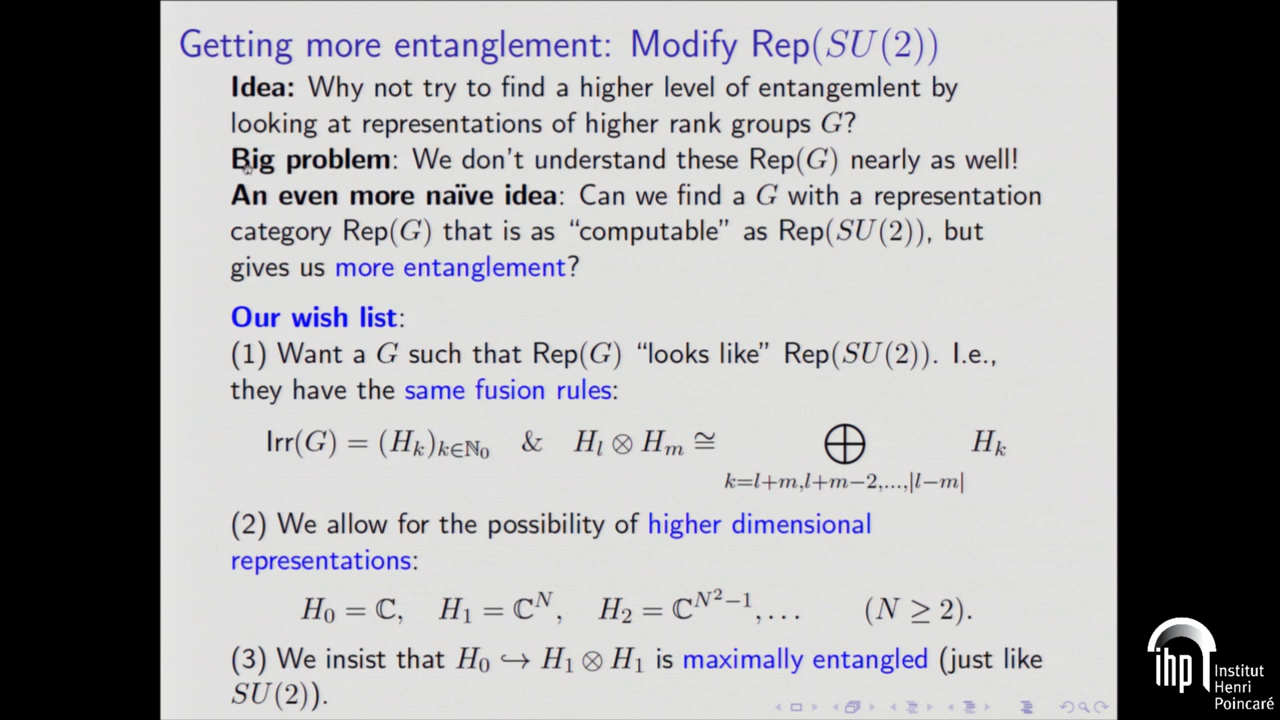 Getting more entanglement: Modify Rep(SU(2))
Idea: Why not try to find a higher level of entangemlent by
looking at representations of higher rank groups G?
Big problem: We don't understand these Rep(G) nearly as well!
An even more naïve idea: Can we find a G with a representation
category Rep(G) that is as “computable” as Rep(SU(2)), but
gives us more entanglement?
Our wish list:
(1) Want a G such that Rep(G) “looks like” Rep(SU(2)). I.e.,
they have the same fusion rules:
Irr(G) = (H_k)_{k∈ℕ_0} & H_l ⊗ H_m ≅ ⊕_{k=l+m,l+m−2,...,|l−m|} H_k
(2) We allow for the possibility of higher dimensional
representations:
H_0 = ℂ, H_1 = ℂ^N, H_2 = ℂ^{N^2−1}, ... (N ≥ 2).
(3) We insist that H_0 ↪ H_1 ⊗ H_1 is maximally entangled (just like
SU(2)).
ihp
Institut
Henri
Poincaré